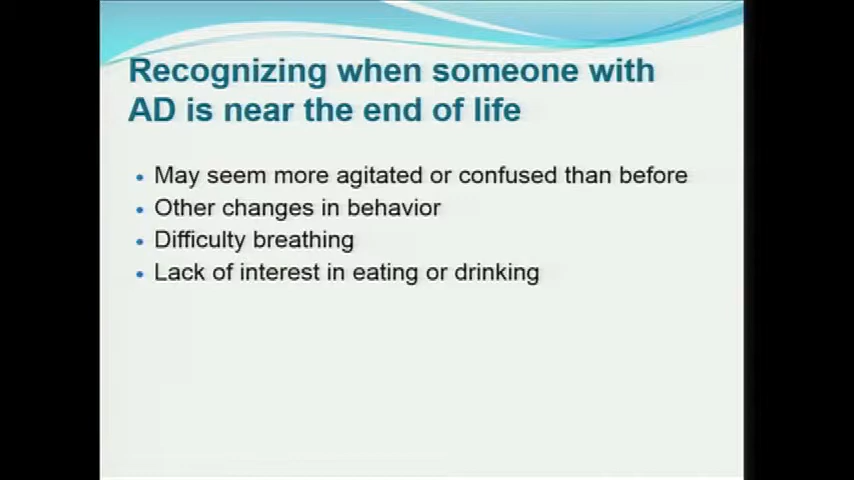 Recognizing when someone with
AD is near the end of life
• May seem more agitated or confused than before
• Other changes in behavior
• Difficulty breathing
• Lack of interest in eating or drinking